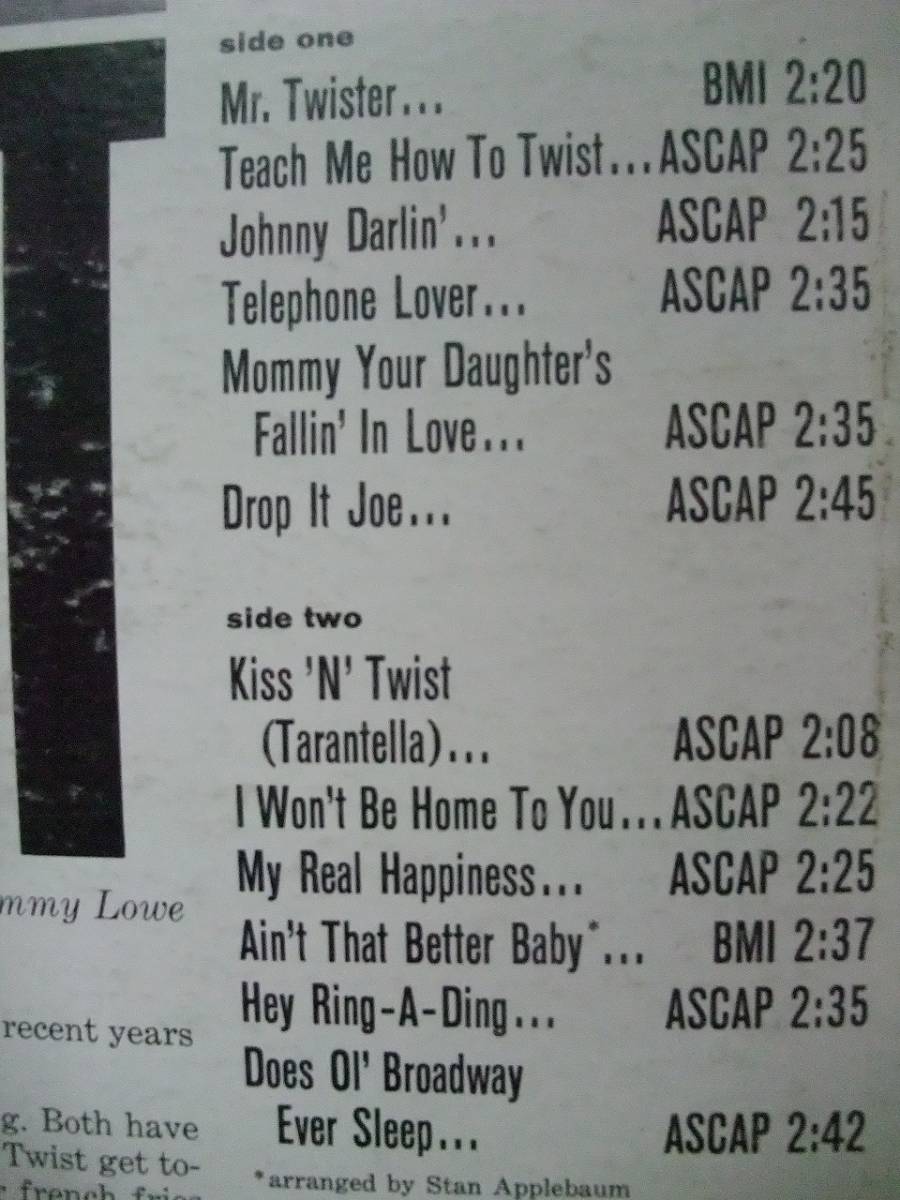 side one
Mr. Twister... BMI 2:20
Teach Me How To Twist...ASCAP 2:25
Johnny Darlin'... ASCAP 2:15
Telephone Lover... ASCAP 2:35
Mommy Your Daughter's
Fallin' In Love... ASCAP 2:35
Drop It Joe... ASCAP 2:45
side two
Kiss 'N' Twist
(Tarantella)... ASCAP 2:08
I Won't Be Home To You...ASCAP 2:22
My Real Happiness... ASCAP 2:25
Ain't That Better Baby*... BMI 2:37
Hey Ring-A-Ding... ASCAP 2:35
Does Ol' Broadway
Ever Sleep... ASCAP 2:42
*arranged by Stan Applebaum
mmy Lowe
recent years
g. Both have
Twist get to-
french fries